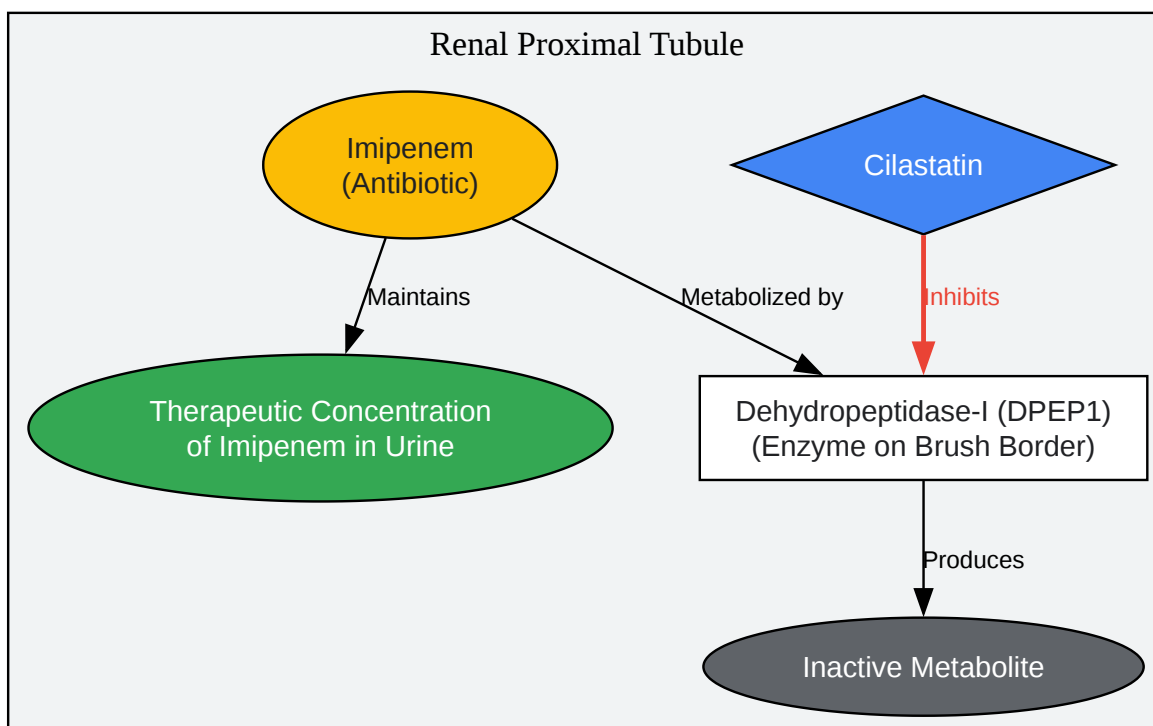 Renal Proximal Tubule
Imipenem
(Antibiotic)
Cilastatin
Maintains
Metabolized by
Inhibits
Therapeutic Concentration
of Imipenem in Urine
Dehydropeptidase-I (DPEP1)
(Enzyme on Brush Border)
Produces
Inactive Metabolite